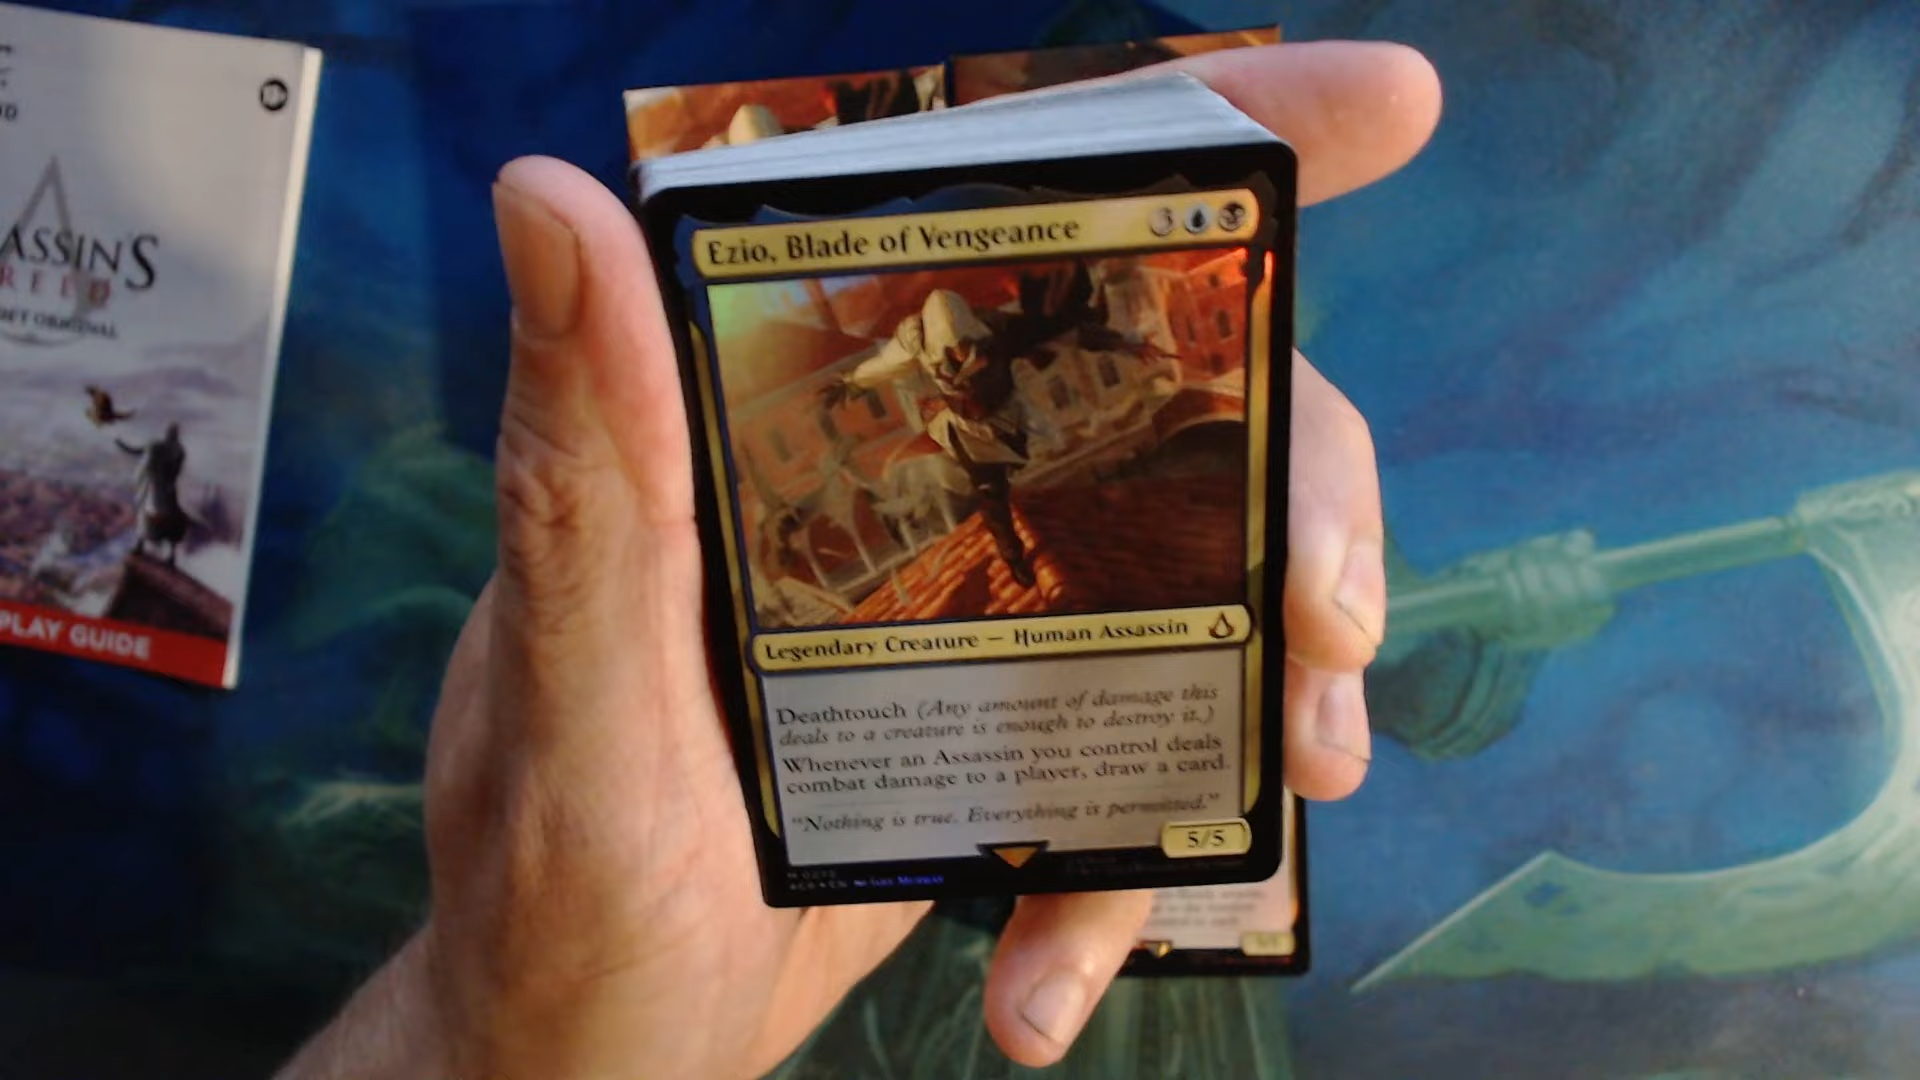 ASSASSIN'S
PLAY GUIDE
Ezio, Blade of Vengeance
3
Legendary Creature — Human Assassin
Deathtouch (Any amount of damage this
deals to a creature is enough to destroy it.)
Whenever an Assassin you control deals
combat damage to a player, draw a card.
"Nothing is true. Everything is permitted."
5/5